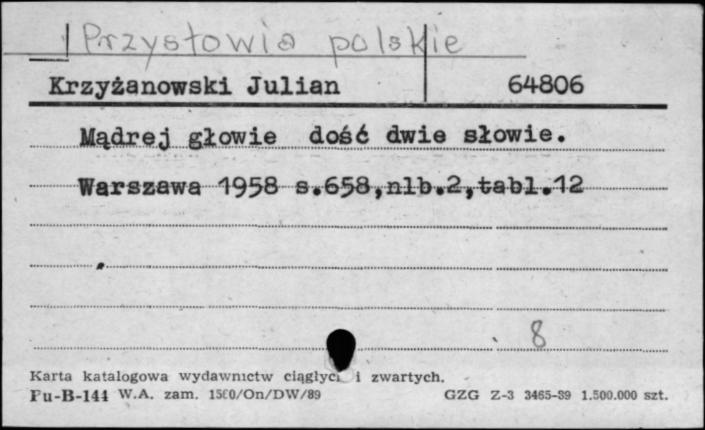 Przysłowia polskie
Krzyżanowski Julian 64806
Mądrej głowie dość dwie słowie.
Warszawa 1958 s.658,nlb.2,tabl.12
8
Karta katalogowa wydawnictw ciągłych i zwartych.
Pu-B-144 W.A. zam. 1500/On/DW/89 GZG Z-3 3465-89 1.500.000 szt.